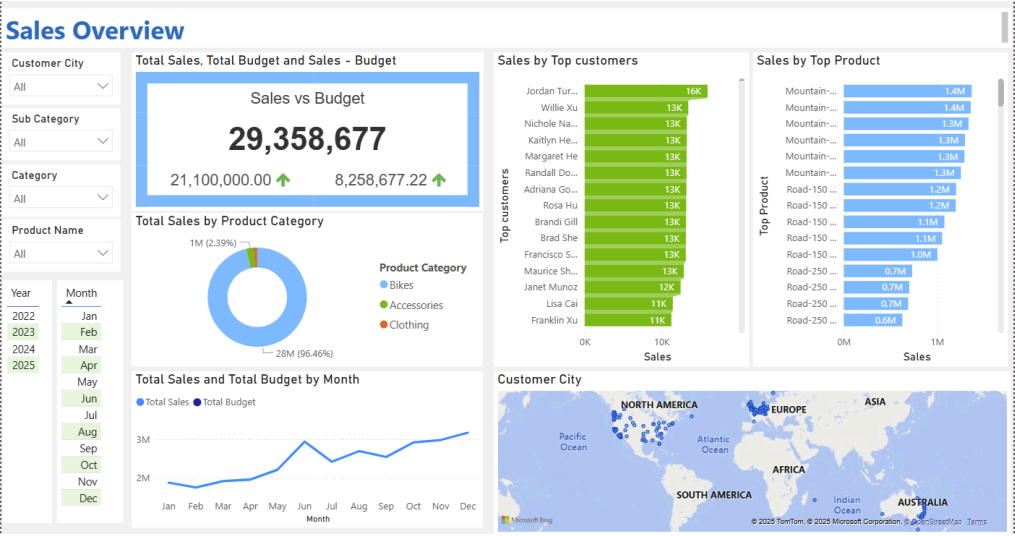 Sales Overview
Customer City
All
Sub Category
All
Category
All
Product Name
All
Year
2022
2023
2024
2025
Month
Jan
Feb
Mar
Apr
May
Jun
Jul
Aug
Sep
Oct
Nov
Dec
Total Sales, Total Budget and Sales - Budget
Sales vs Budget
29,358,677
21,100,000.00 8,258,677.22
Total Sales by Product Category
1M (2.39%)
28M (96.46%)
Product Category
Bikes
Accessories
Clothing
Total Sales and Total Budget by Month
Total Sales Total Budget
3M
2M
Jan Feb Mar Apr May Jun Jul Aug Sep Oct Nov Dec
Month
Sales by Top customers
Top customers
Jordan Tur... 16K
Willie Xu 13K
Nichole Na... 13K
Kaitlyn He... 13K
Margaret He 13K
Randall Do... 13K
Adriana Go... 13K
Rosa Hu 13K
Brandi Gill 13K
Brad She 13K
Francisco S... 13K
Maurice Sh... 13K
Janet Munoz 12K
Lisa Cai 11K
Franklin Xu 11K
0K 10K
Sales
Sales by Top Product
Top Product
Mountain-... 1.4M
Mountain-... 1.4M
Mountain-... 1.3M
Mountain-... 1.3M
Mountain-... 1.3M
Mountain-... 1.3M
Road-150 ... 1.2M
Road-150 ... 1.2M
Road-150 ... 1.1M
Road-150 ... 1.1M
Road-150 ... 1.0M
Road-250 ... 0.7M
Road-250 ... 0.7M
Road-250 ... 0.7M
Road-250 ... 0.6M
0M 1M
Sales
Customer City
NORTH AMERICA
EUROPE
ASIA
Pacific
Ocean
Atlantic
Ocean
AFRICA
SOUTH AMERICA
Indian
Ocean
AUSTRALIA
Microsoft Bing
© 2025 TomTom, © 2025 Microsoft Corporation, © OpenStreetMap Terms